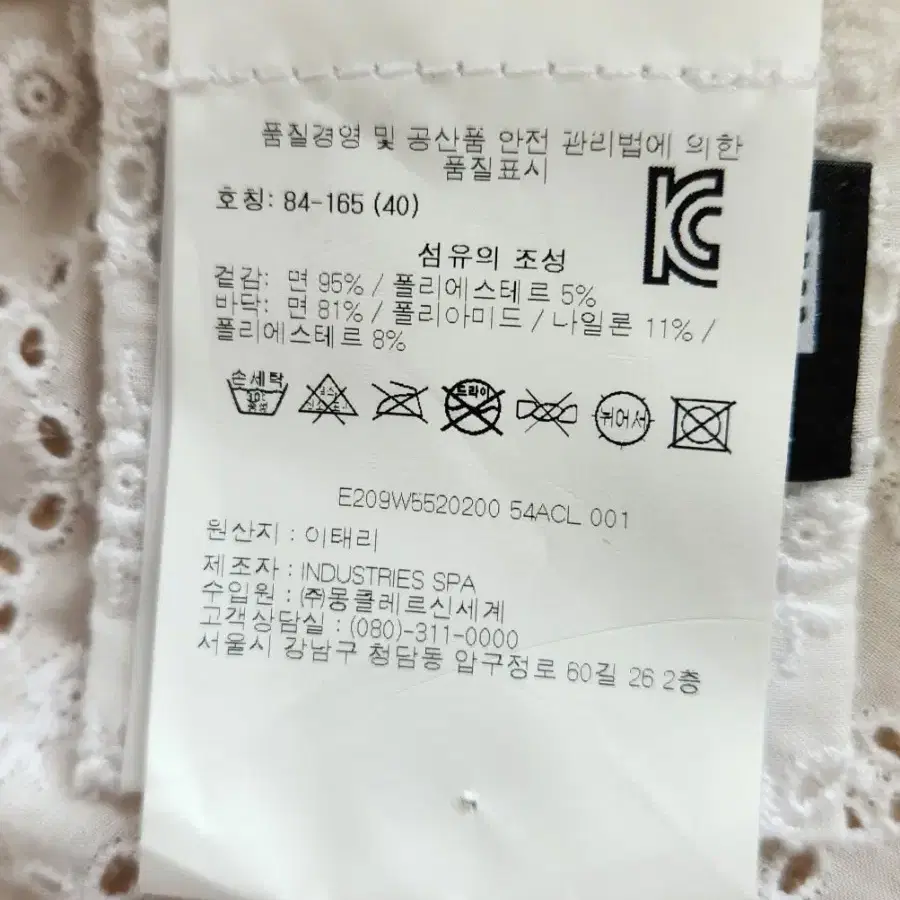 품질경영 및 공산품 안전 관리법에 의한
품질표시
호칭: 84-165 (40)
섬유의 조성
겉감: 면 95% / 폴리에스테르 5%
바닥: 면 81% / 폴리아미드 / 나일론 11% /
폴리에스테르 8%
손세탁
드라이
뉘어서
E209W5520200 54ACL 001
원산지 : 이태리
제조자 : INDUSTRIES SPA
수입원 : ㈜몽클레르신세계
고객상담실 : (080)-311-0000
서울시 강남구 청담동 압구정로 60길 26 2층